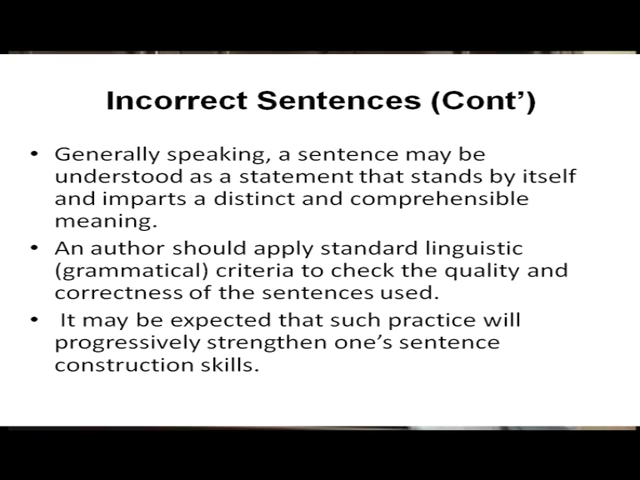 Incorrect Sentences (Cont’)
• Generally speaking, a sentence may be
understood as a statement that stands by itself
and imparts a distinct and comprehensible
meaning.
• An author should apply standard linguistic
(grammatical) criteria to check the quality and
correctness of the sentences used.
• It may be expected that such practice will
progressively strengthen one’s sentence
construction skills.